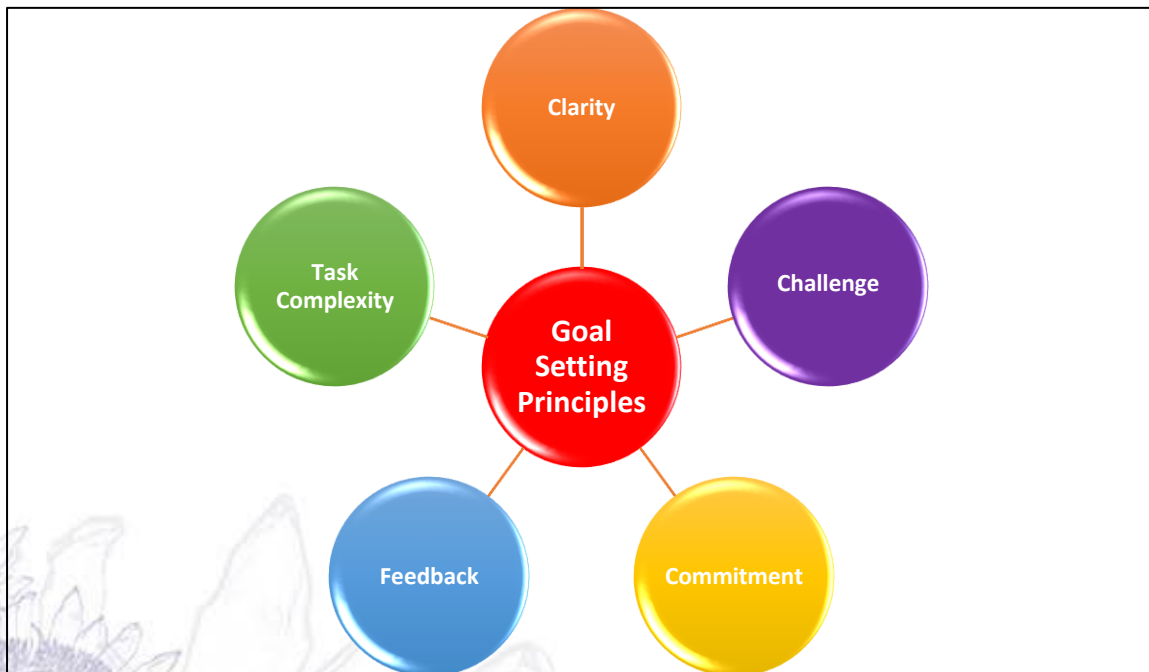 Clarity
Task
Complexity
Challenge
Goal
Setting
Principles
Feedback
Commitment